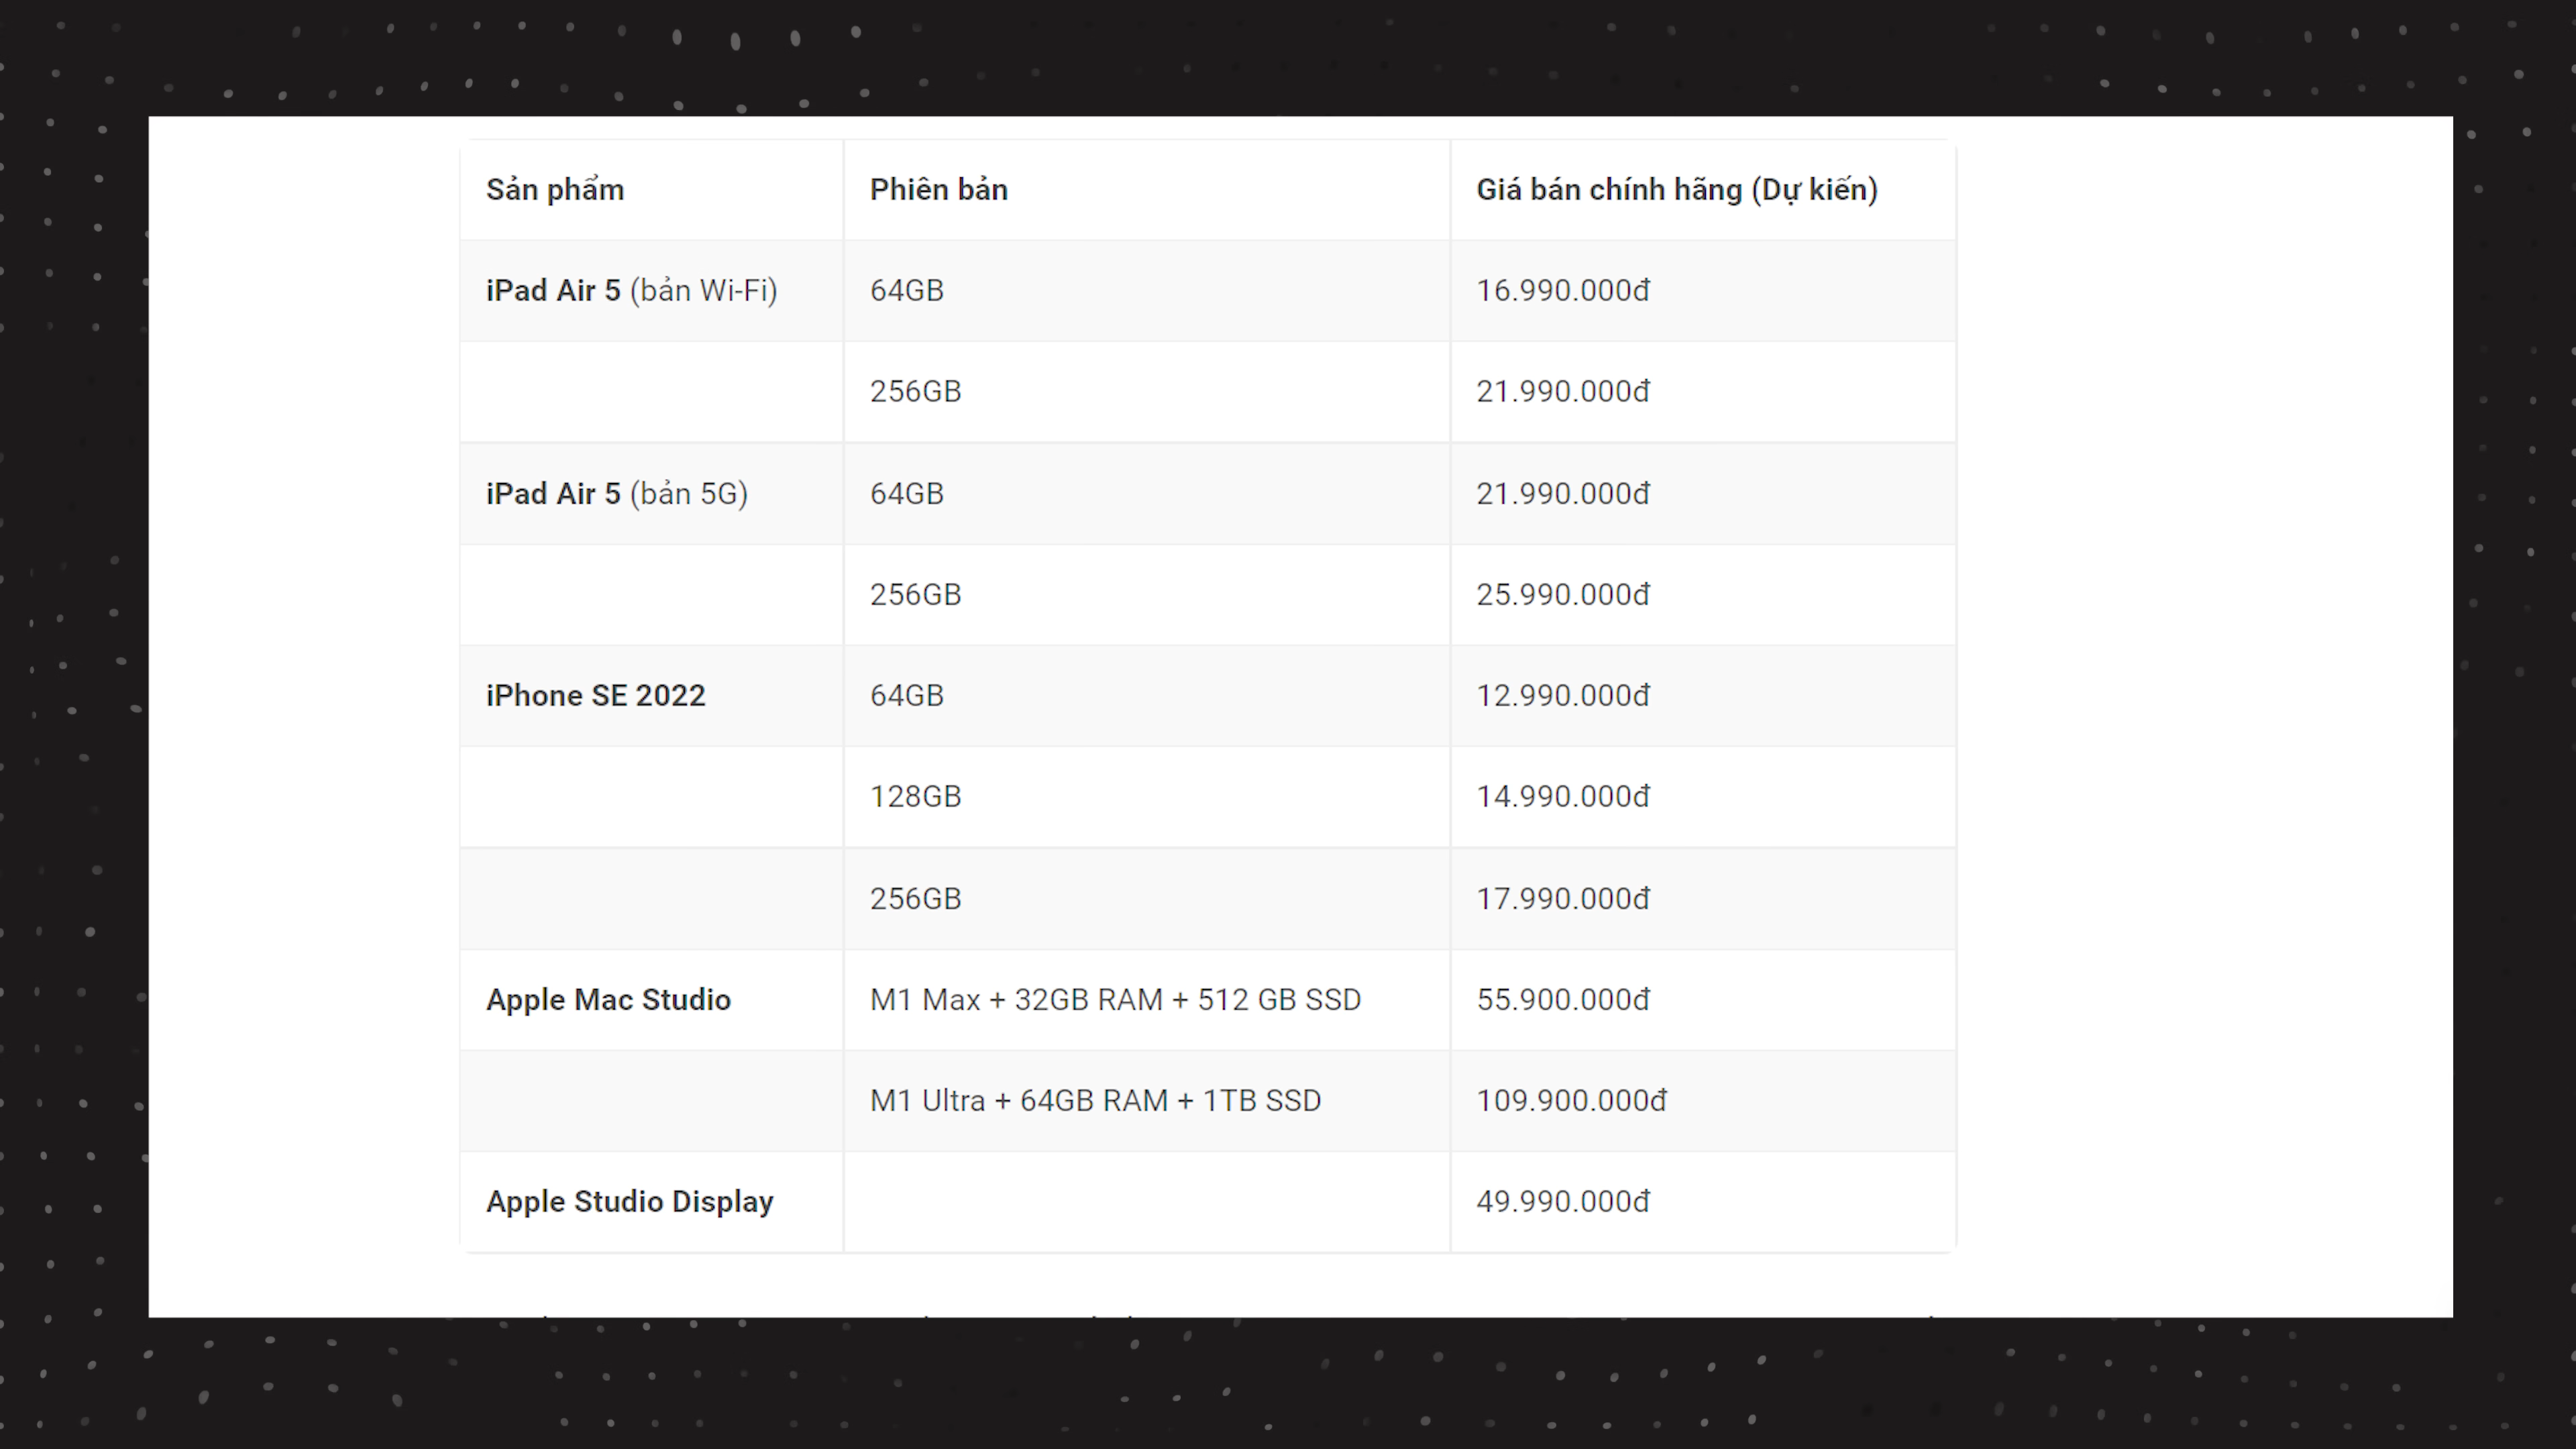 Sản phẩm Phiên bản Giá bán chính hãng (Dự kiến)
iPad Air 5 (bản Wi-Fi) 64GB 16.990.000đ
256GB 21.990.000đ
iPad Air 5 (bản 5G) 64GB 21.990.000đ
256GB 25.990.000đ
iPhone SE 2022 64GB 12.990.000đ
128GB 14.990.000đ
256GB 17.990.000đ
Apple Mac Studio M1 Max + 32GB RAM + 512 GB SSD 55.900.000đ
M1 Ultra + 64GB RAM + 1TB SSD 109.900.000đ
Apple Studio Display 49.990.000đ